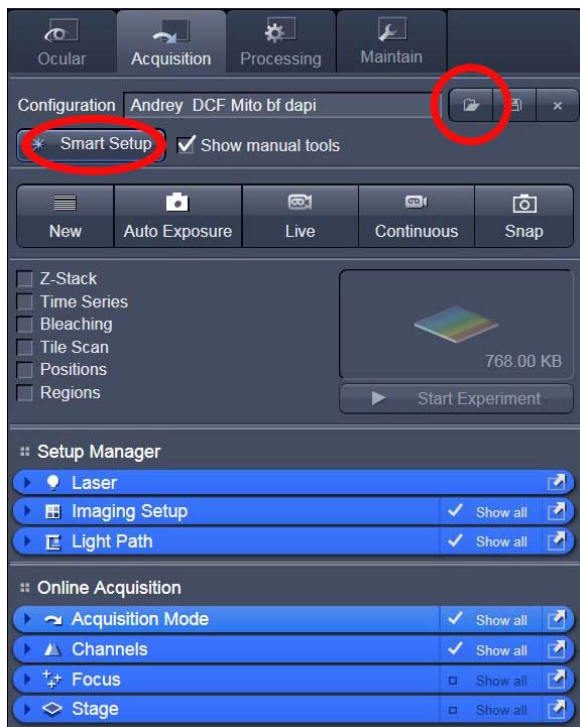 Ocular Acquisition Processing Maintain
Configuration Andrey DCF Mito bf dapi
Smart Setup Show manual tools
New Auto Exposure Live Continuous Snap
Z-Stack
Time Series
Bleaching
Tile Scan
Positions
Regions
768.00 KB
Start Experiment
Setup Manager
Laser
Imaging Setup Show all
Light Path Show all
Online Acquisition
Acquisition Mode Show all
Channels Show all
Focus Show all
Stage Show all